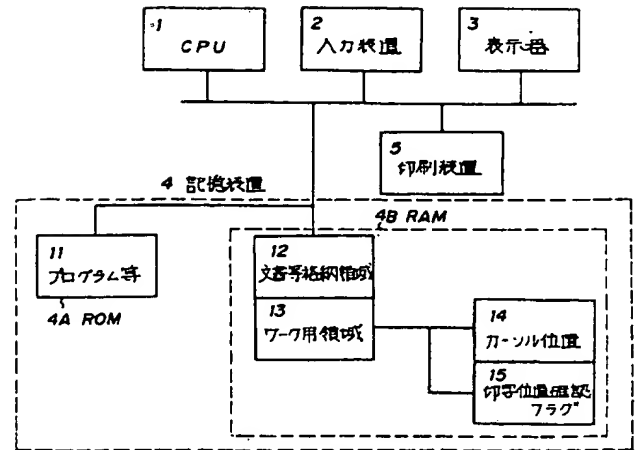 1
CPU
2
入力装置
3
表示器
5
印刷装置
4 記憶装置
4B RAM
11
プログラム等
4A ROM
12
文書等格納領域
13
ワーク用領域
14
カーソル位置
15
印字位置確認
フラグ